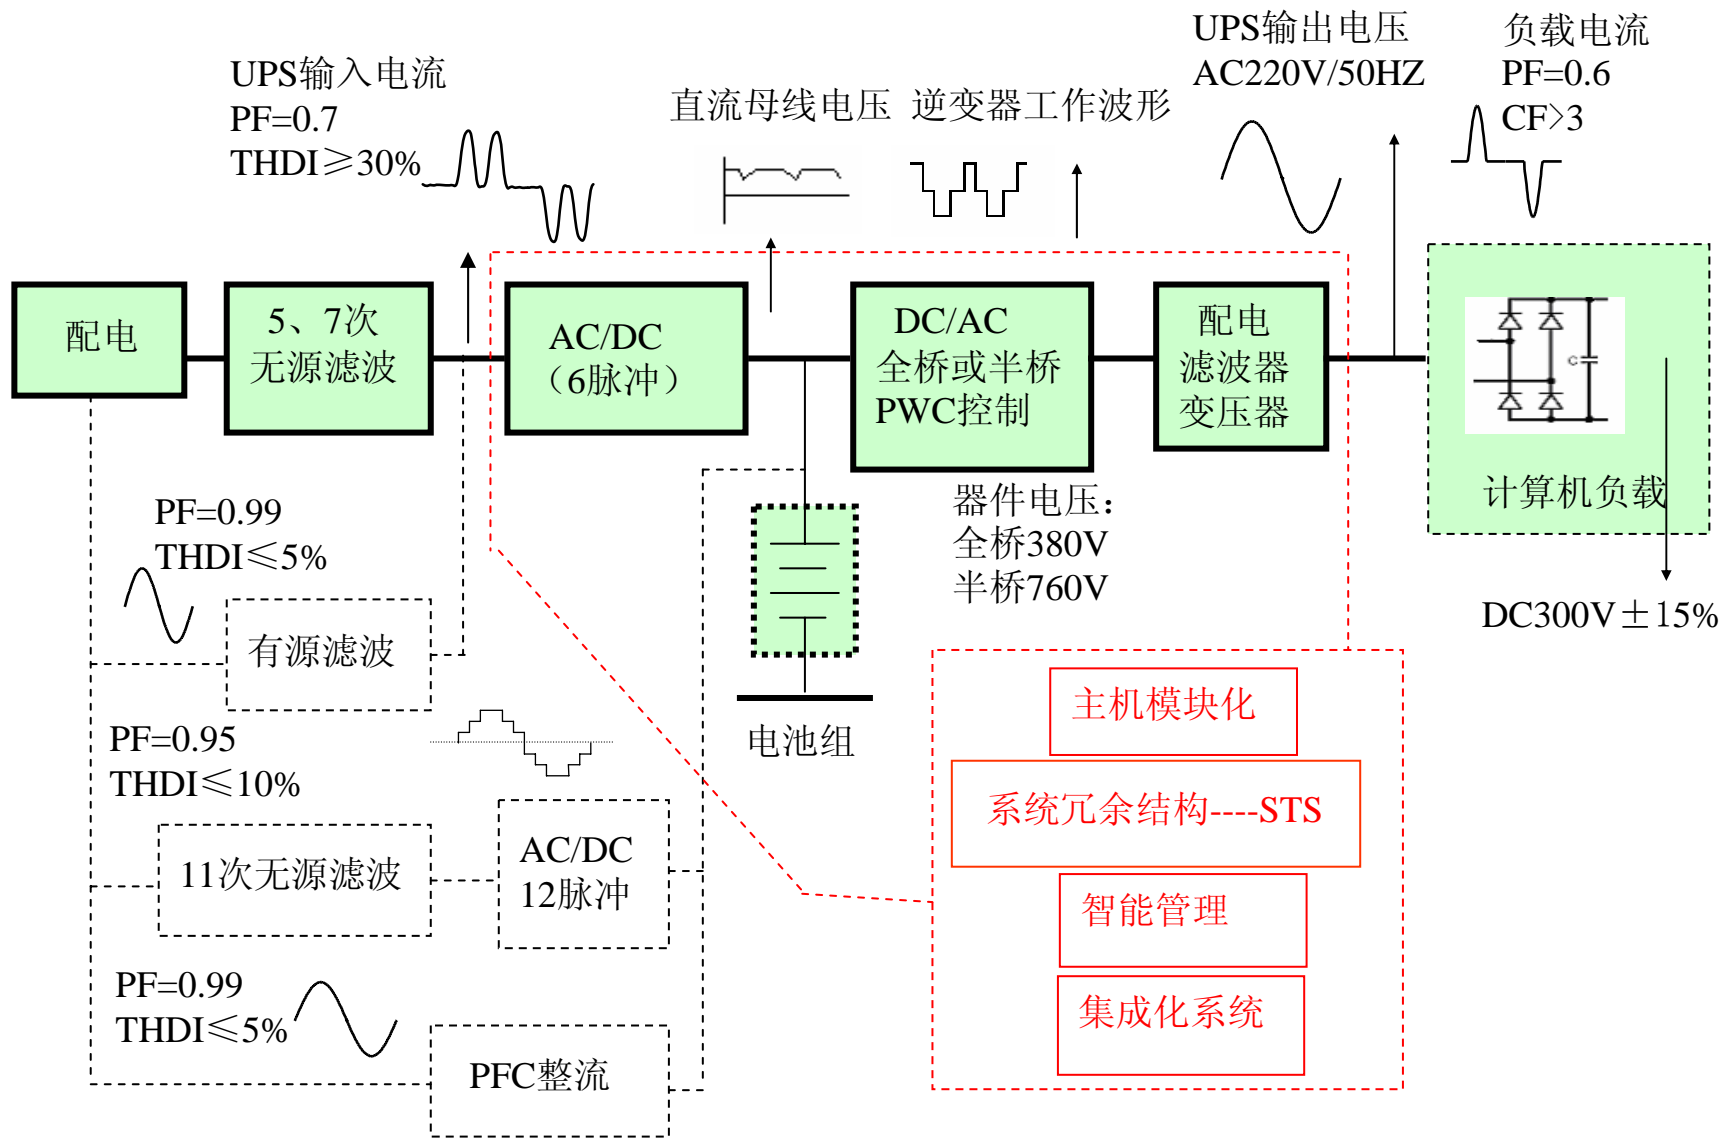 UPS输入电流
PF=0.7
THDI≥30%
直流母线电压
逆变器工作波形
UPS输出电压
AC220V/50HZ
负载电流
PF=0.6
CF>3
配电
5、7次
无源滤波
AC/DC
（6脉冲）
DC/AC
全桥或半桥
PWC控制
配电
滤波器
变压器
C
计算机负载
DC300V±15%
器件电压：
全桥380V
半桥760V
电池组
PF=0.99
THDI≤5%
有源滤波
PF=0.95
THDI≤10%
11次无源滤波
AC/DC
12脉冲
PF=0.99
THDI≤5%
PFC整流
主机模块化
系统冗余结构----STS
智能管理
集成化系统